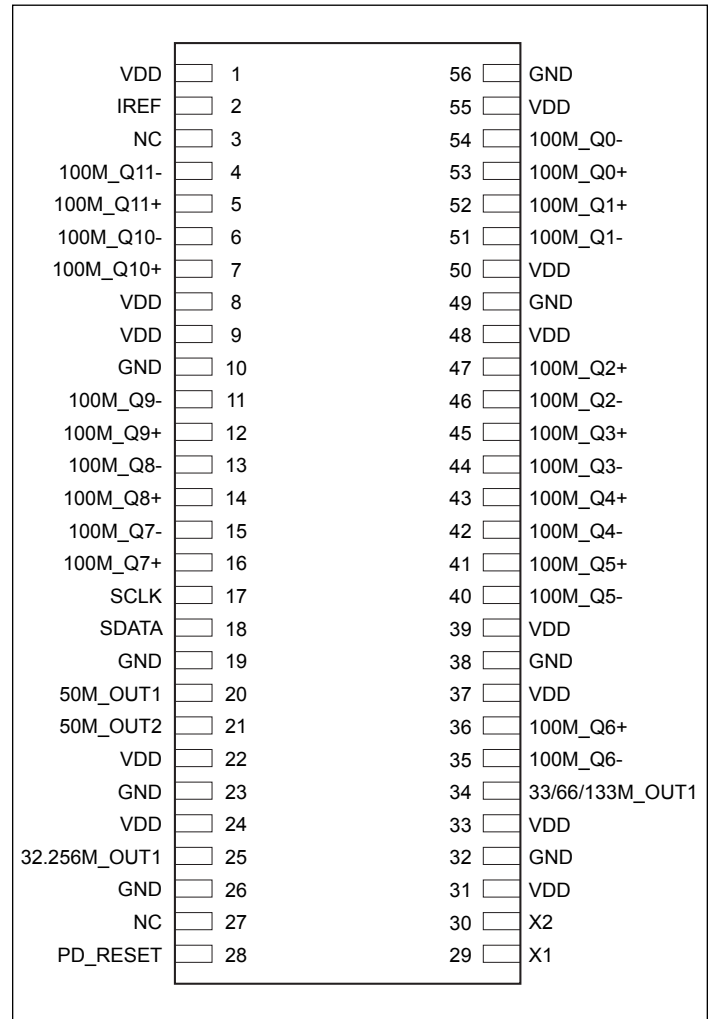 VDD 1 56 GND
IREF 2 55 VDD
NC 3 54 100M_Q0-
100M_Q11- 4 53 100M_Q0+
100M_Q11+ 5 52 100M_Q1+
100M_Q10- 6 51 100M_Q1-
100M_Q10+ 7 50 VDD
VDD 8 49 GND
VDD 9 48 VDD
GND 10 47 100M_Q2+
100M_Q9- 11 46 100M_Q2-
100M_Q9+ 12 45 100M_Q3+
100M_Q8- 13 44 100M_Q3-
100M_Q8+ 14 43 100M_Q4+
100M_Q7- 15 42 100M_Q4-
100M_Q7+ 16 41 100M_Q5+
SCLK 17 40 100M_Q5-
SDATA 18 39 VDD
GND 19 38 GND
50M_OUT1 20 37 VDD
50M_OUT2 21 36 100M_Q6+
VDD 22 35 100M_Q6-
GND 23 34 33/66/133M_OUT1
VDD 24 33 VDD
32.256M_OUT1 25 32 GND
GND 26 31 VDD
NC 27 30 X2
PD_RESET 28 29 X1